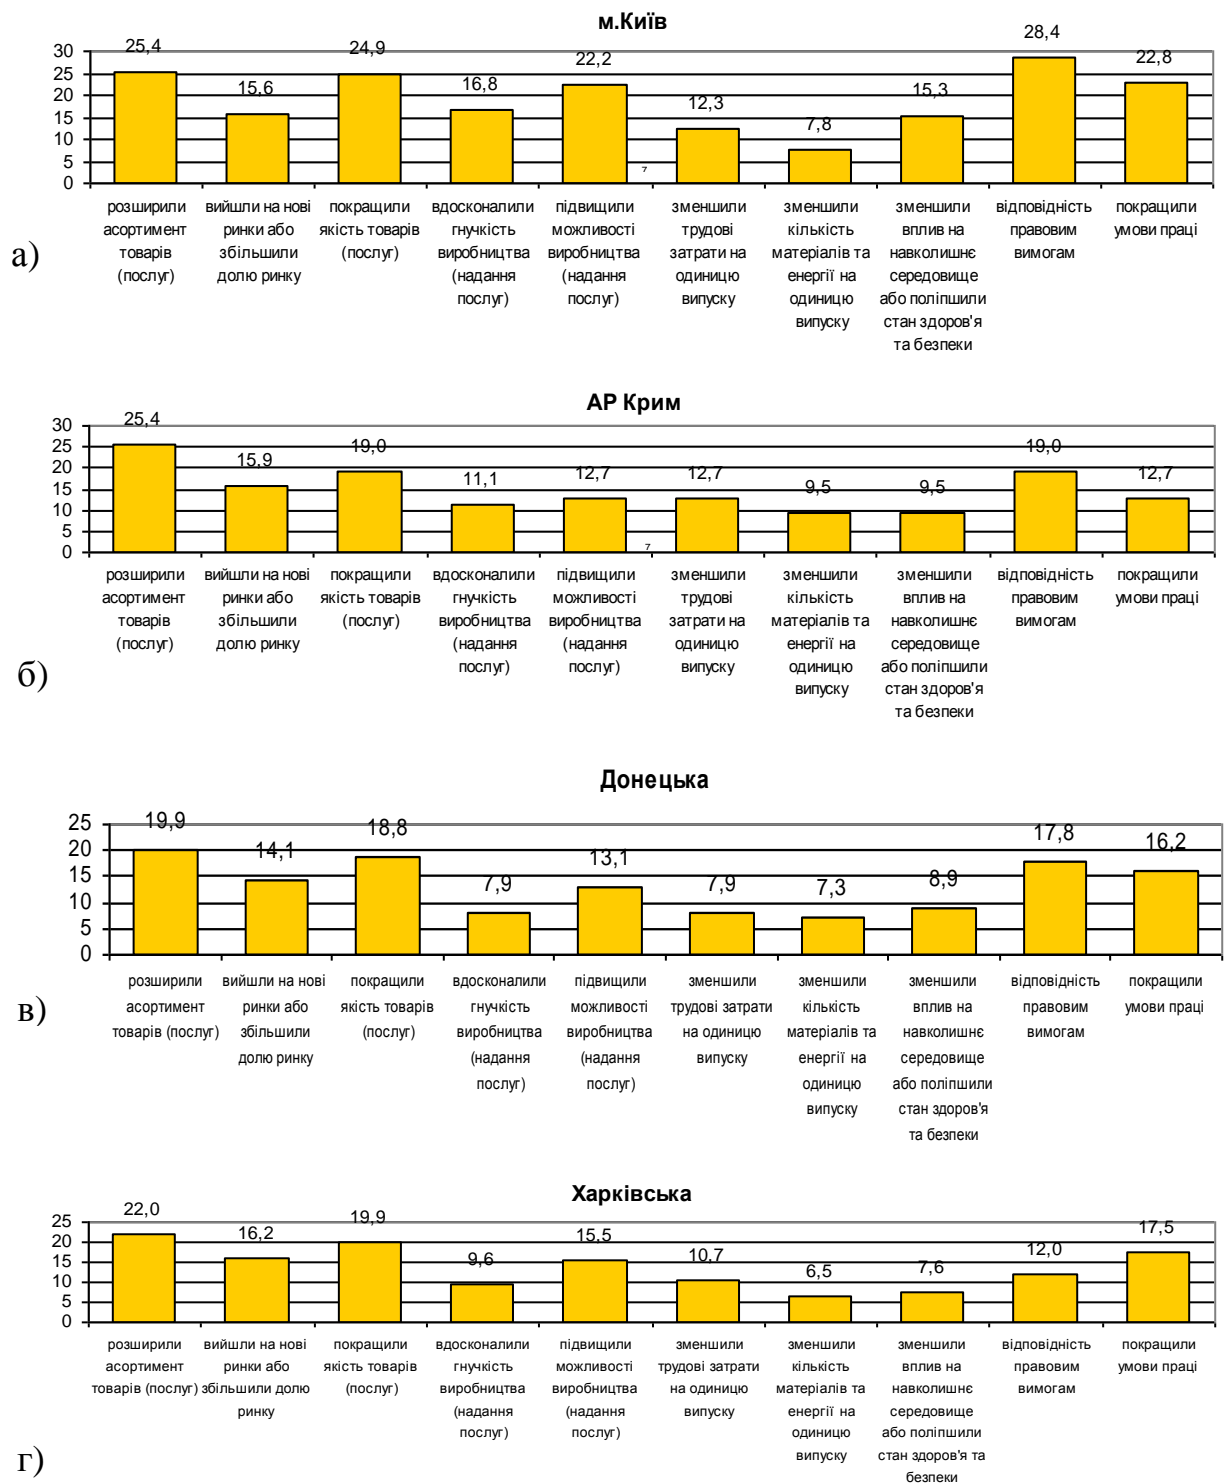 м.Київ
25,4 15,6 24,9 16,8 22,2 12,3 7,8 15,3 28,4 22,8
30
25
20
15
10
5
0
7
розширили асортимент товарів (послуг)
вийшли на нові ринки або збільшили долю ринку
покращили якість товарів (послуг)
вдосконалили гнучкість виробництва (надання послуг)
підвищили можливості виробництва (надання послуг)
зменшили трудові затрати на одиницю випуску
зменшили кількість матеріалів та енергії на одиницю випуску
зменшили вплив на навколишнє середовище або поліпшили стан здоров'я та безпеки
відповідність правовим вимогам
покращили умови праці
а)
АР Крим
25,4 15,9 19,0 11,1 12,7 12,7 9,5 9,5 19,0 12,7
30
25
20
15
10
5
0
7
розширили асортимент товарів (послуг)
вийшли на нові ринки або збільшили долю ринку
покращили якість товарів (послуг)
вдосконалили гнучкість виробництва (надання послуг)
підвищили можливості виробництва (надання послуг)
зменшили трудові затрати на одиницю випуску
зменшили кількість матеріалів та енергії на одиницю випуску
зменшили вплив на навколишнє середовище або поліпшили стан здоров'я та безпеки
відповідність правовим вимогам
покращили умови праці
б)
Донецька
19,9 14,1 18,8 7,9 13,1 7,9 7,3 8,9 17,8 16,2
25
20
15
10
5
0
розширили асортимент товарів (послуг)
вийшли на нові ринки або збільшили долю ринку
покращили якість товарів (послуг)
вдосконалили гнучкість виробництва (надання послуг)
підвищили можливості виробництва (надання послуг)
зменшили трудові затрати на одиницю випуску
зменшили кількість матеріалів та енергії на одиницю випуску
зменшили вплив на навколишнє середовище або поліпшили стан здоров'я та безпеки
відповідність правовим вимогам
покращили умови праці
в)
Харківська
22,0 16,2 19,9 9,6 15,5 10,7 6,5 7,6 12,0 17,5
25
20
15
10
5
0
розширили асортимент товарів (послуг)
вийшли на нові ринки або збільшили долю ринку
покращили якість товарів (послуг)
вдосконалили гнучкість виробництва (надання послуг)
підвищили можливості виробництва (надання послуг)
зменшили трудові затрати на одиницю випуску
зменшили кількість матеріалів та енергії на одиницю випуску
зменшили вплив на навколишнє середовище або поліпшили стан здоров'я та безпеки
відповідність правовим вимогам
покращили умови праці
г)